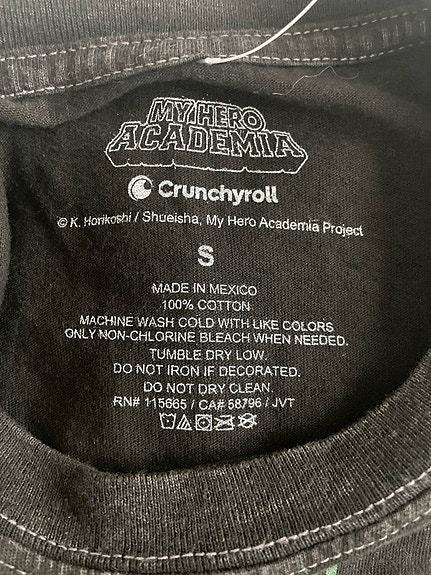 MY HERO
ACADEMIA
Crunchyroll
© K. Horikoshi / Shueisha, My Hero Academia Project
S
MADE IN MEXICO
100% COTTON
MACHINE WASH COLD WITH LIKE COLORS
ONLY NON-CHLORINE BLEACH WHEN NEEDED.
TUMBLE DRY LOW.
DO NOT IRON IF DECORATED.
DO NOT DRY CLEAN.
RN# 115665 / CA# 58796 / JVT